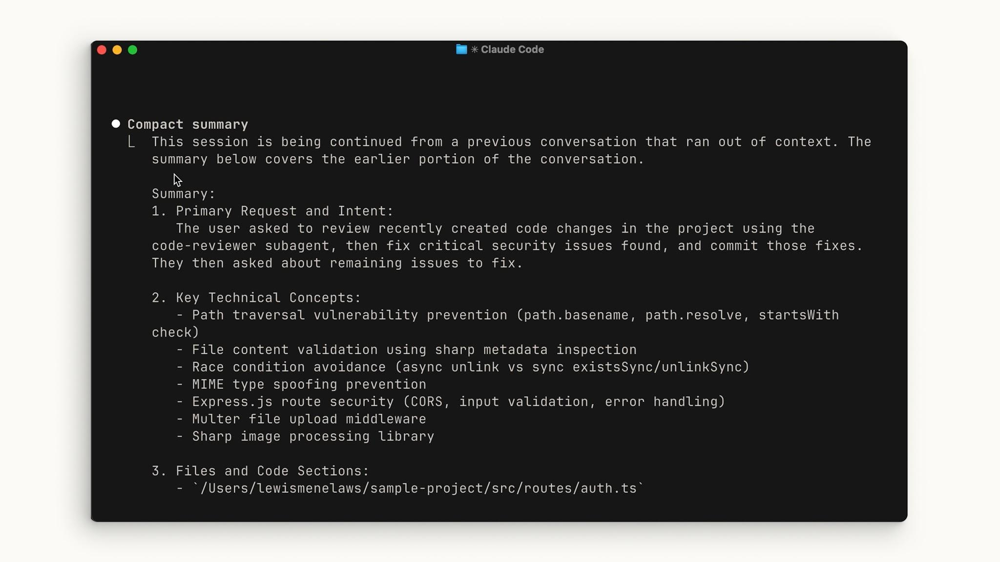 ✳ Claude Code
Compact summary
This session is being continued from a previous conversation that ran out of context. The
summary below covers the earlier portion of the conversation.
Summary:
1. Primary Request and Intent:
The user asked to review recently created code changes in the project using the
code-reviewer subagent, then fix critical security issues found, and commit those fixes.
They then asked about remaining issues to fix.
2. Key Technical Concepts:
- Path traversal vulnerability prevention (path.basename, path.resolve, startsWith
check)
- File content validation using sharp metadata inspection
- Race condition avoidance (async unlink vs sync existsSync/unlinkSync)
- MIME type spoofing prevention
- Express.js route security (CORS, input validation, error handling)
- Multer file upload middleware
- Sharp image processing library
3. Files and Code Sections:
- `/Users/lewismenelaws/sample-project/src/routes/auth.ts`